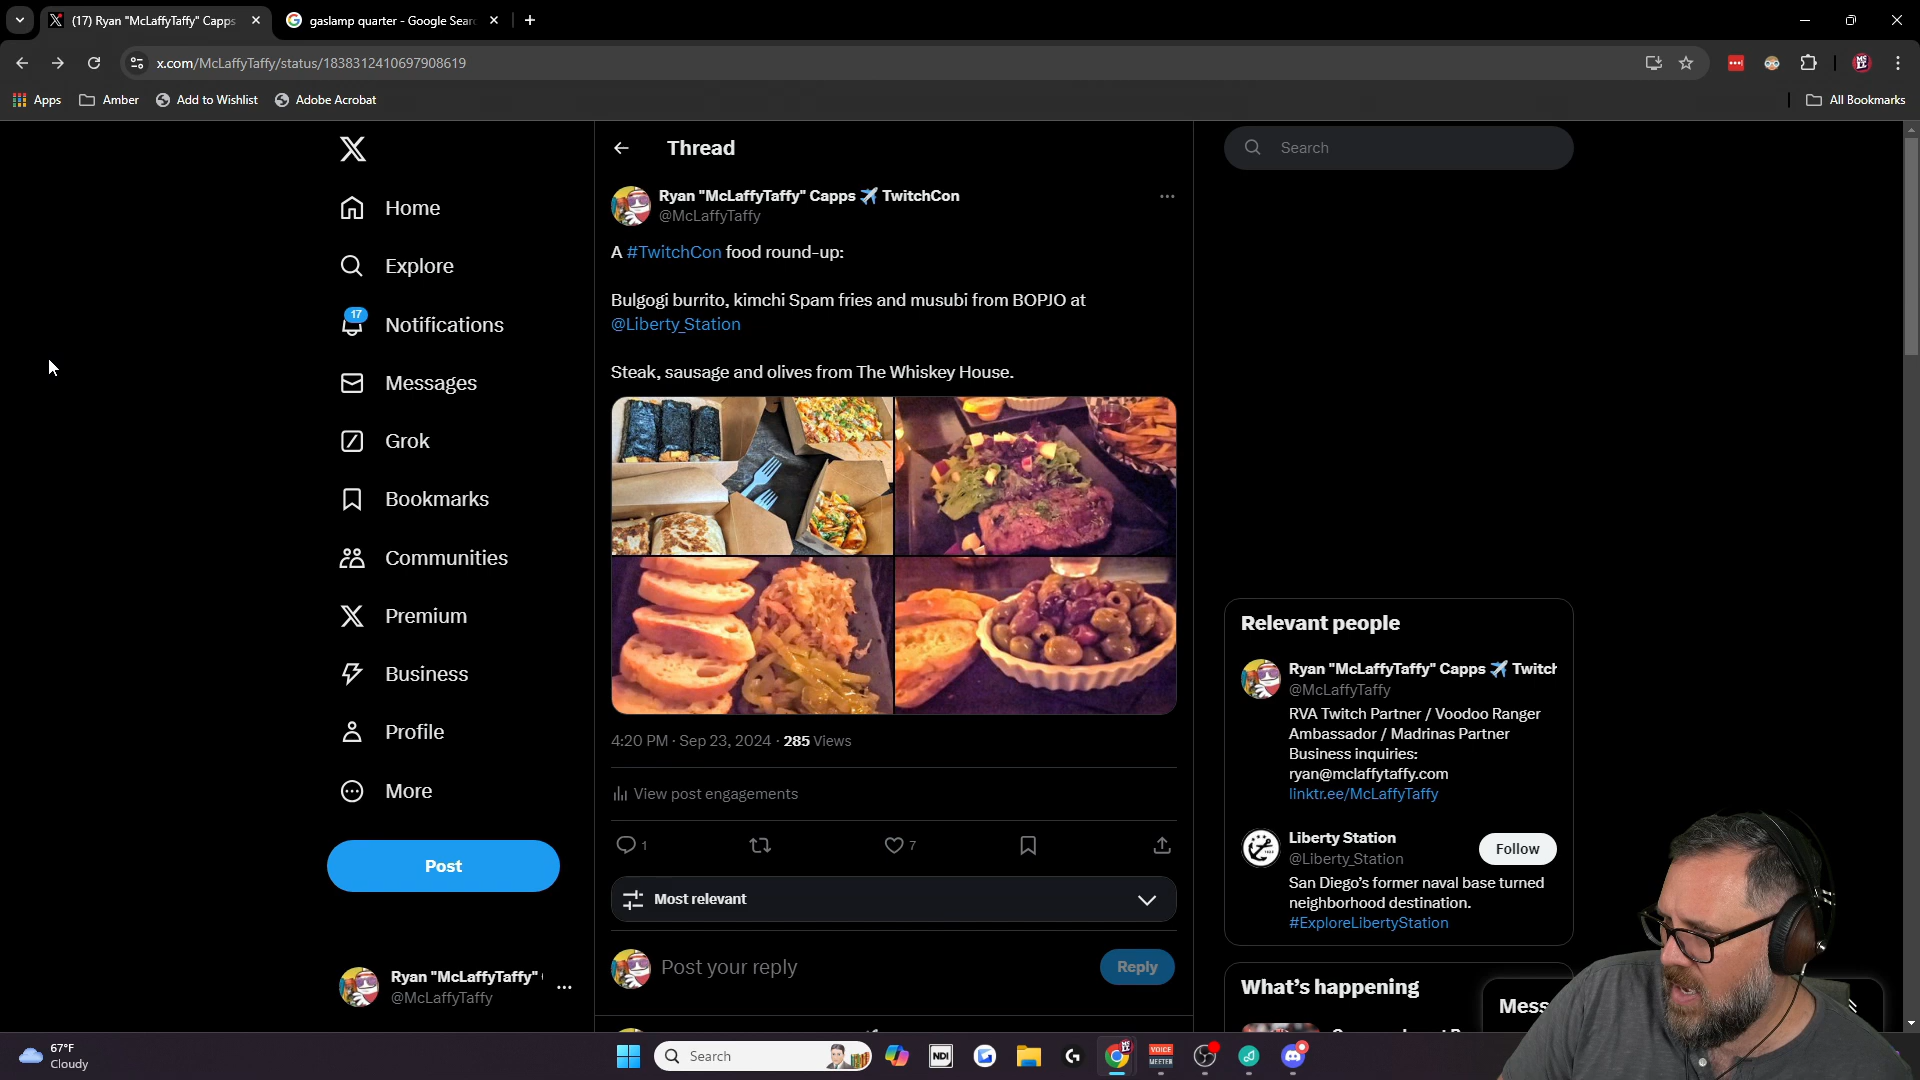 (17) Ryan "McLaffyTaffy" Capps
gaslamp quarter - Google Sear
x.com/McLaffyTaffy/status/1838312410697908619
Apps
Amber
Add to Wishlist
Adobe Acrobat
All Bookmarks
Home
Explore
17
Notifications
Messages
Grok
Bookmarks
Communities
Premium
Business
Profile
More
Post
Ryan "McLaffyTaffy"
@McLaffyTaffy
Thread
Ryan "McLaffyTaffy" Capps ✈️ TwitchCon
@McLaffyTaffy
A #TwitchCon food round-up:
Bulgogi burrito, kimchi Spam fries and musubi from BOPJO at
@Liberty_Station
Steak, sausage and olives from The Whiskey House.
4:20 PM · Sep 23, 2024 · 285 Views
View post engagements
1
7
Most relevant
Post your reply
Reply
Search
Relevant people
Ryan "McLaffyTaffy" Capps ✈️ Twitch
@McLaffyTaffy
RVA Twitch Partner / Voodoo Ranger
Ambassador / Madrinas Partner
Business inquiries:
ryan@mclaffytaffy.com
linktr.ee/McLaffyTaffy
Liberty Station
@Liberty_Station
Follow
San Diego's former naval base turned
neighborhood destination.
#ExploreLibertyStation
What's happening
Mess
67°F
Cloudy
Search
NDI
VOICE
MEETER